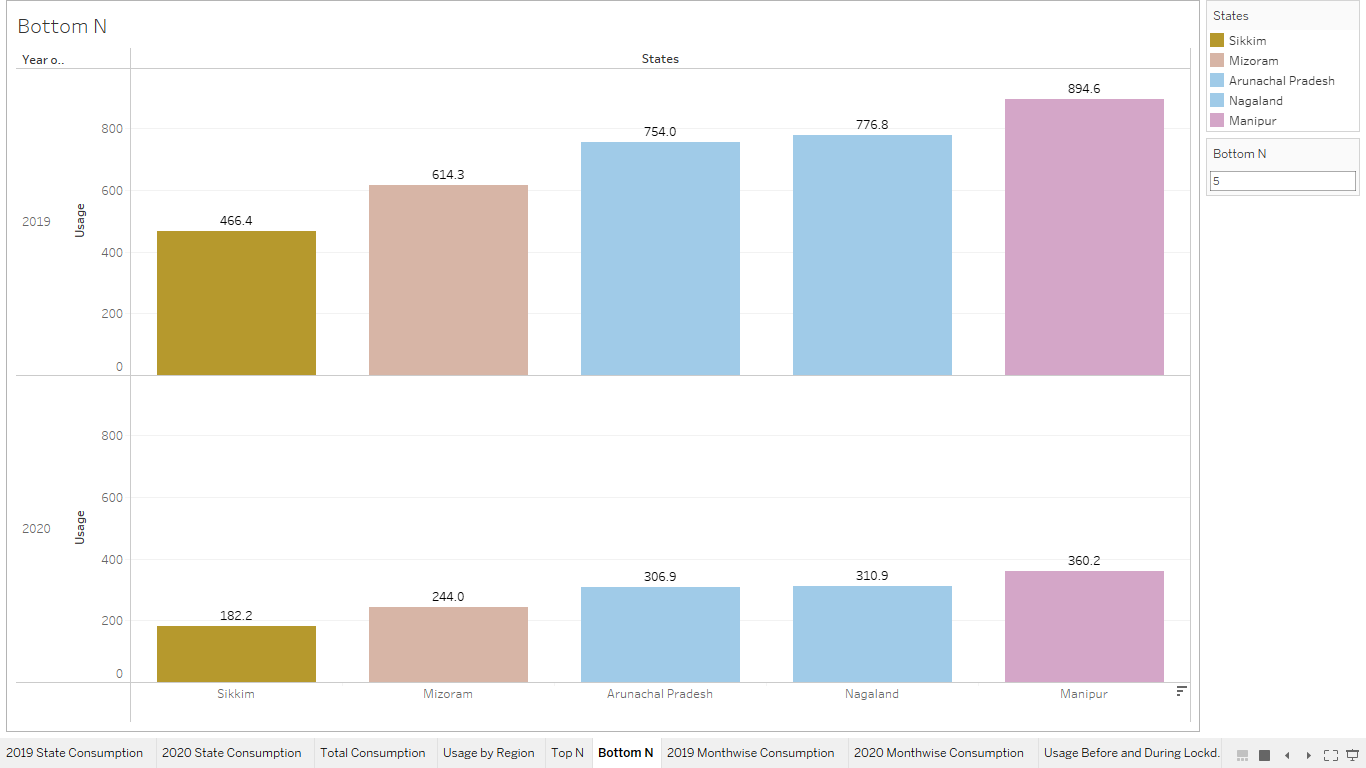 Bottom N
Year o..
States
2019
Usage
800
600
400
200
0
466.4
614.3
754.0
776.8
894.6
2020
Usage
800
600
400
200
0
182.2
244.0
306.9
310.9
360.2
Sikkim
Mizoram
Arunachal Pradesh
Nagaland
Manipur
States
Sikkim
Mizoram
Arunachal Pradesh
Nagaland
Manipur
Bottom N
5
2019 State Consumption
2020 State Consumption
Total Consumption
Usage by Region
Top N
Bottom N
2019 Monthwise Consumption
2020 Monthwise Consumption
Usage Before and During Lockd.